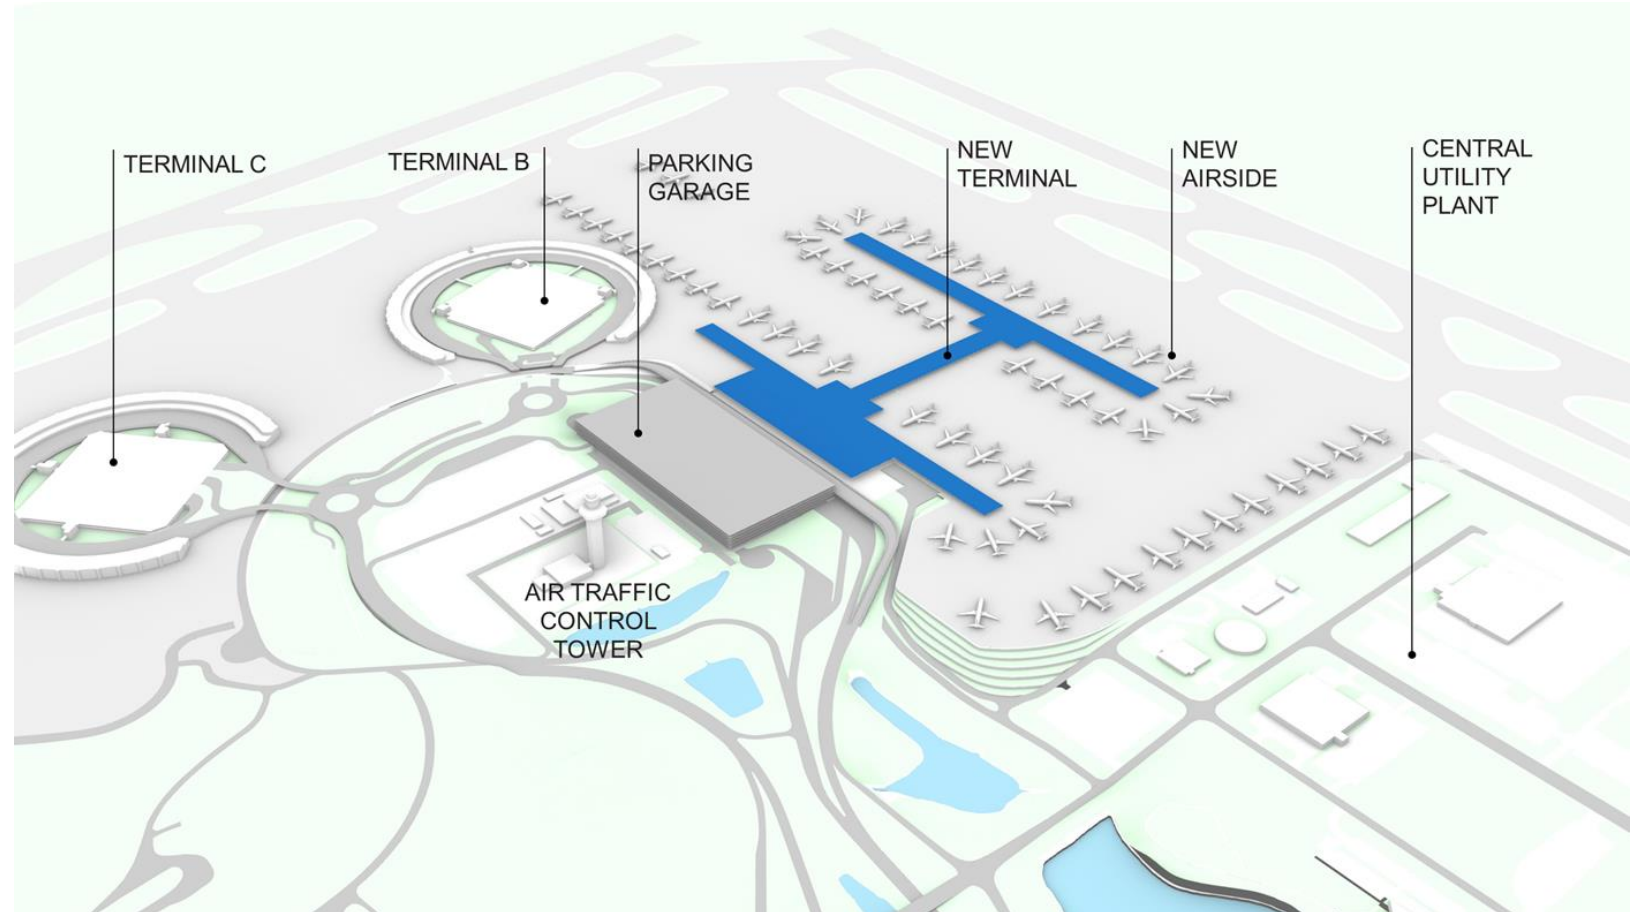 TERMINAL C
TERMINAL B
PARKING
GARAGE
NEW
TERMINAL
NEW
AIRSIDE
CENTRAL
UTILITY
PLANT
AIR TRAFFIC
CONTROL
TOWER